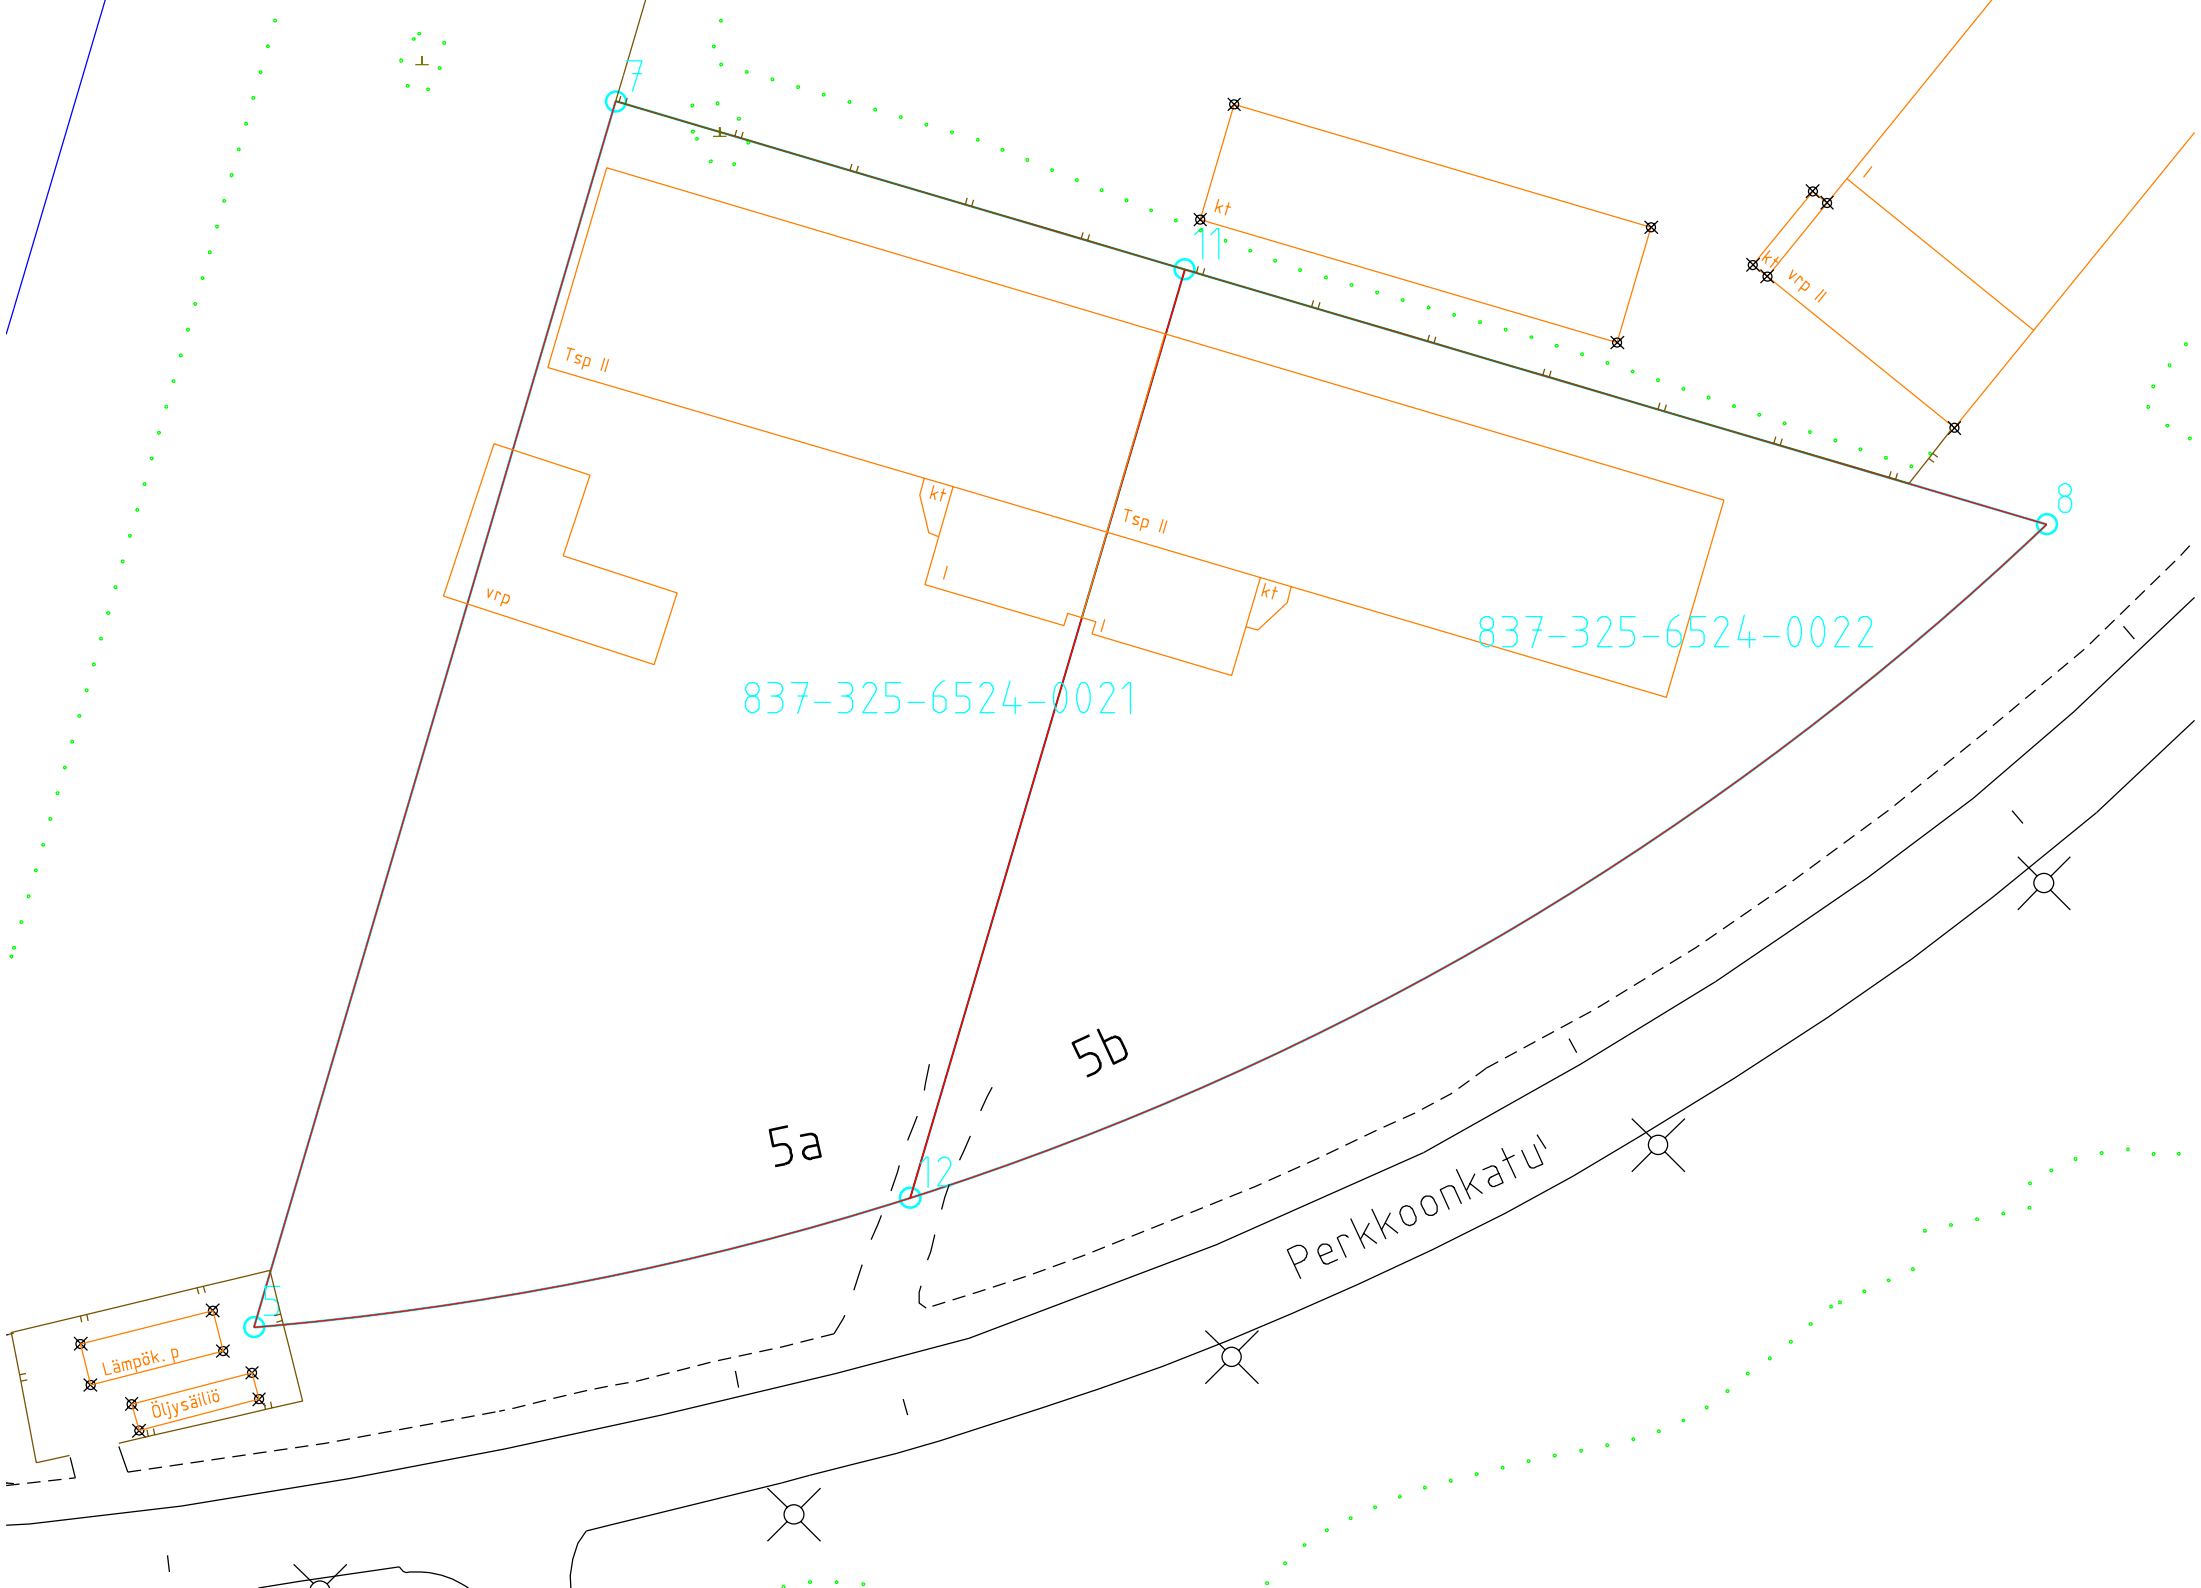 7
kt
11
I
kt
vrp II
Tsp II
kt
8
Tsp II
I
kt
vrp
I
837-325-6524-0022
837-325-6524-0021
5b
5a
12
Perkkoonkatu
5
Lämpök. p
Öljysäiliö